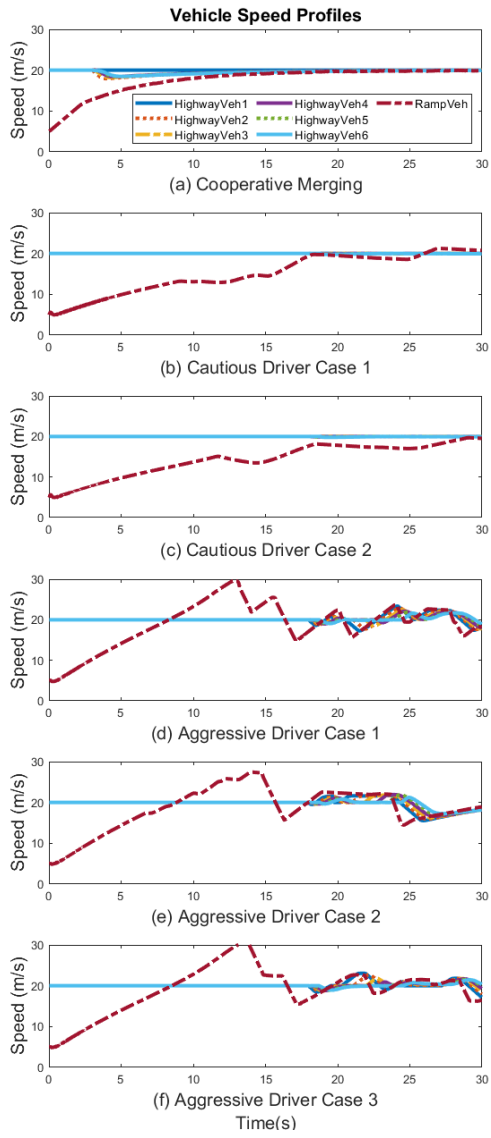 Vehicle Speed Profiles
30
20
10
0
Speed (m/s)
HighwayVeh1 HighwayVeh4 RampVeh
HighwayVeh2 HighwayVeh5
HighwayVeh3 HighwayVeh6
0 5 10 15 20 25 30
(a) Cooperative Merging
30
20
10
0
Speed (m/s)
0 5 10 15 20 25 30
(b) Cautious Driver Case 1
30
20
10
0
Speed (m/s)
0 5 10 15 20 25 30
(c) Cautious Driver Case 2
30
20
10
0
Speed (m/s)
0 5 10 15 20 25 30
(d) Aggressive Driver Case 1
30
20
10
0
Speed (m/s)
0 5 10 15 20 25 30
(e) Aggressive Driver Case 2
30
20
10
0
Speed (m/s)
0 5 10 15 20 25 30
(f) Aggressive Driver Case 3
Time(s)